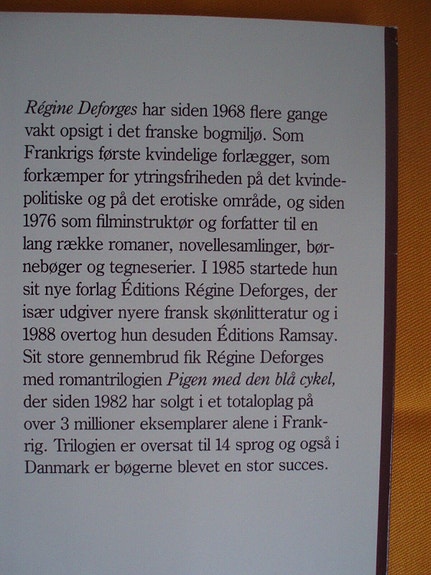 Régine Deforges har siden 1968 flere gange
vakt opsigt i det franske bogmiljø. Som
Frankrigs første kvindelige forlægger, som
forkæmper for ytringsfriheden på det kvinde-
politiske og på det erotiske område, og siden
1976 som filminstruktør og forfatter til en
lang række romaner, novellesamlinger, bør-
nebøger og tegneserier. I 1985 startede hun
sit nye forlag Éditions Régine Deforges, der
især udgiver nyere fransk skønlitteratur og i
1988 overtog hun desuden Éditions Ramsay.
Sit store gennembrud fik Régine Deforges
med romantrilogien Pigen med den blå cykel,
der siden 1982 har solgt i et totaloplag på
over 3 millioner eksemplarer alene i Frank-
rig. Trilogien er oversat til 14 sprog og også i
Danmark er bøgerne blevet en stor succes.